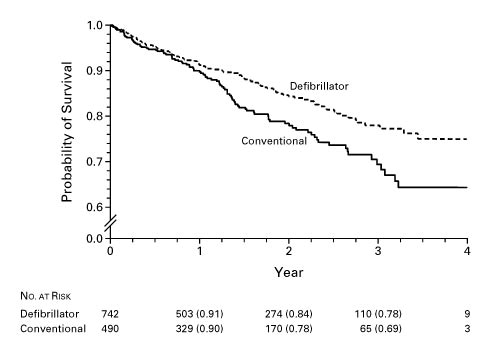 1.0
0.9
0.8
0.7
0.6
0.0
Probability of Survival
Defibrillator
Conventional
0 1 2 3 4
Year
No. at Risk
Defibrillator 742 503 (0.91) 274 (0.84) 110 (0.78) 9
Conventional 490 329 (0.90) 170 (0.78) 65 (0.69) 3